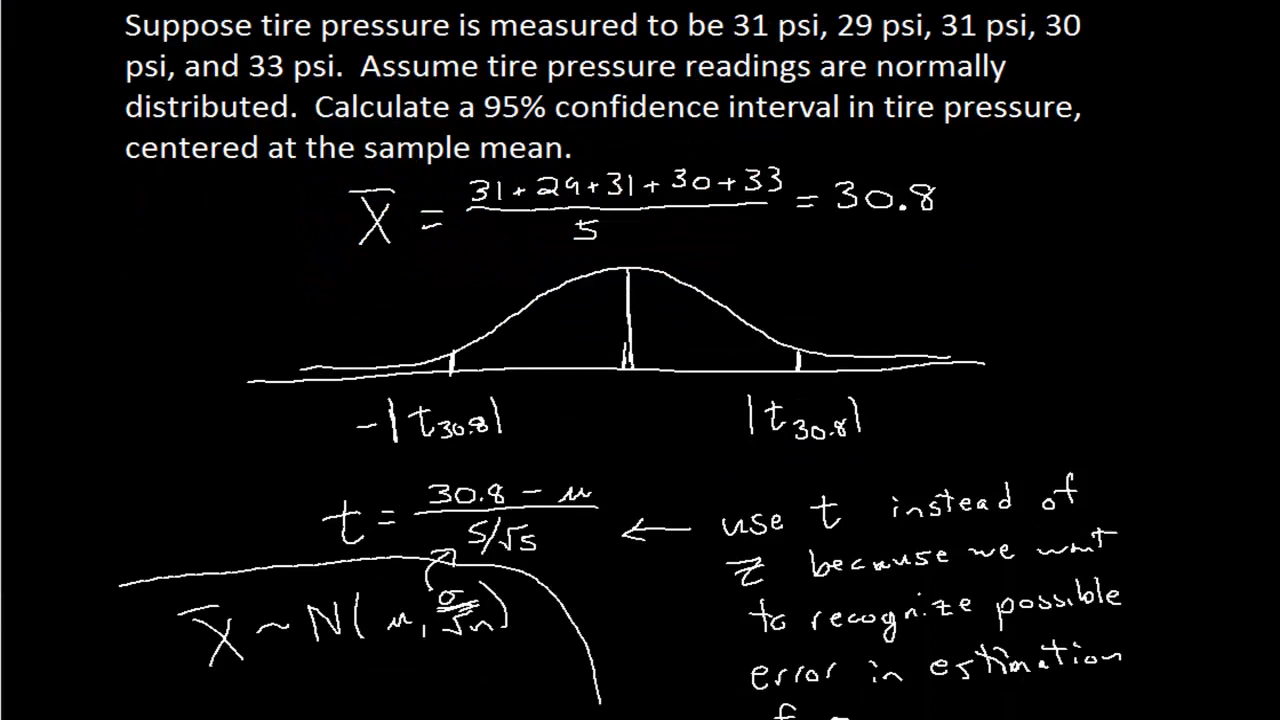 Suppose tire pressure is measured to be 31 psi, 29 psi, 31 psi, 30
psi, and 33 psi.  Assume tire pressure readings are normally
distributed.  Calculate a 95% confidence interval in tire pressure,
centered at the sample mean.
X̅ = (31+29+31+30+33)/5 = 30.8
-|t₃₀.₈| |t₃₀.₈|
t = (30.8 - μ)/(S/√5) ← use t instead of
z because we want
X̅ ~ N(μ, σ/√n) to recognize possible
error in estimation